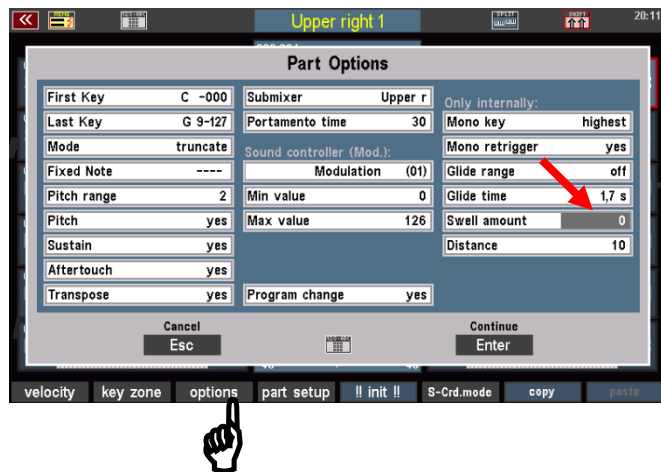 MENU
Upper right 1
SPLIT
SHIFT
20:11
Part Options
First Key C -000
Last Key G 9-127
Mode truncate
Fixed Note ----
Pitch range 2
Pitch yes
Sustain yes
Aftertouch yes
Transpose yes
Submixer Upper r
Portamento time 30
Sound controller (Mod.):
Modulation (01)
Min value 0
Max value 126
Program change yes
Only internally:
Mono key highest
Mono retrigger yes
Glide range off
Glide time 1,7 s
Swell amount 0
Distance 10
Cancel
Esc
Continue
Enter
velocity key zone options part setup !! init !! S-Crd.mode copy paste